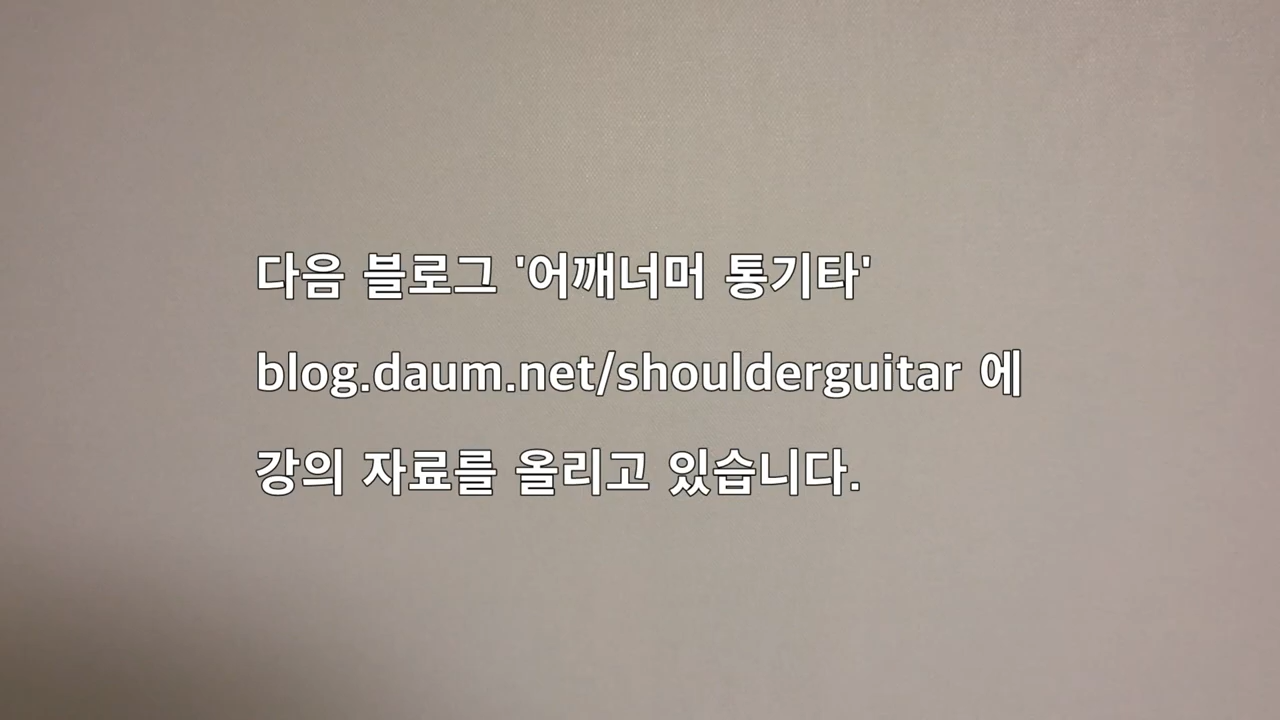 다음 블로그 '어깨너머 통기타'
blog.daum.net/shoulderguitar 에
강의 자료를 올리고 있습니다.